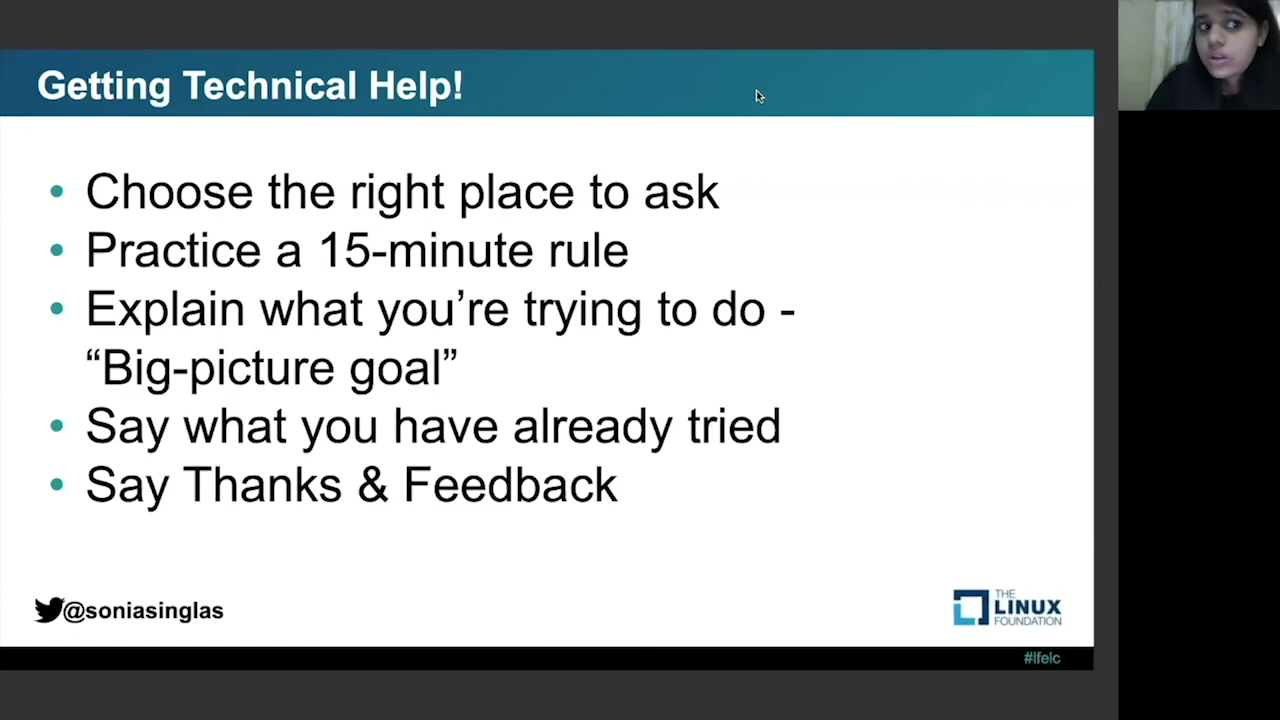 Getting Technical Help!
• Choose the right place to ask
• Practice a 15-minute rule
• Explain what you’re trying to do -
“Big-picture goal”
• Say what you have already tried
• Say Thanks & Feedback
@soniasinglas
THE
LINUX
FOUNDATION
#lfelc